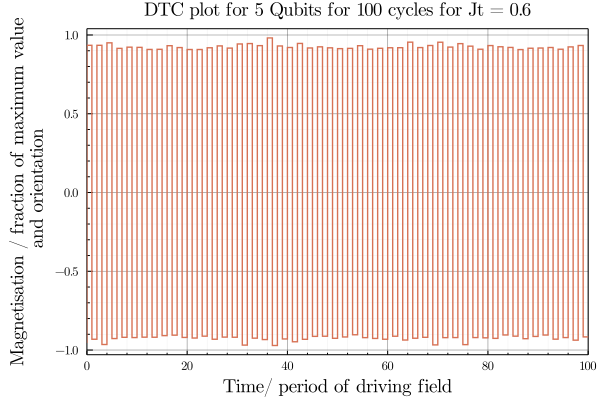 DTC plot for 5 Qubits for 100 cycles for Jt = 0.6
Magnetisation / fraction of maximum value
and orientation
1.0
0.5
0.0
−0.5
−1.0
0 20 40 60 80 100
Time/ period of driving field